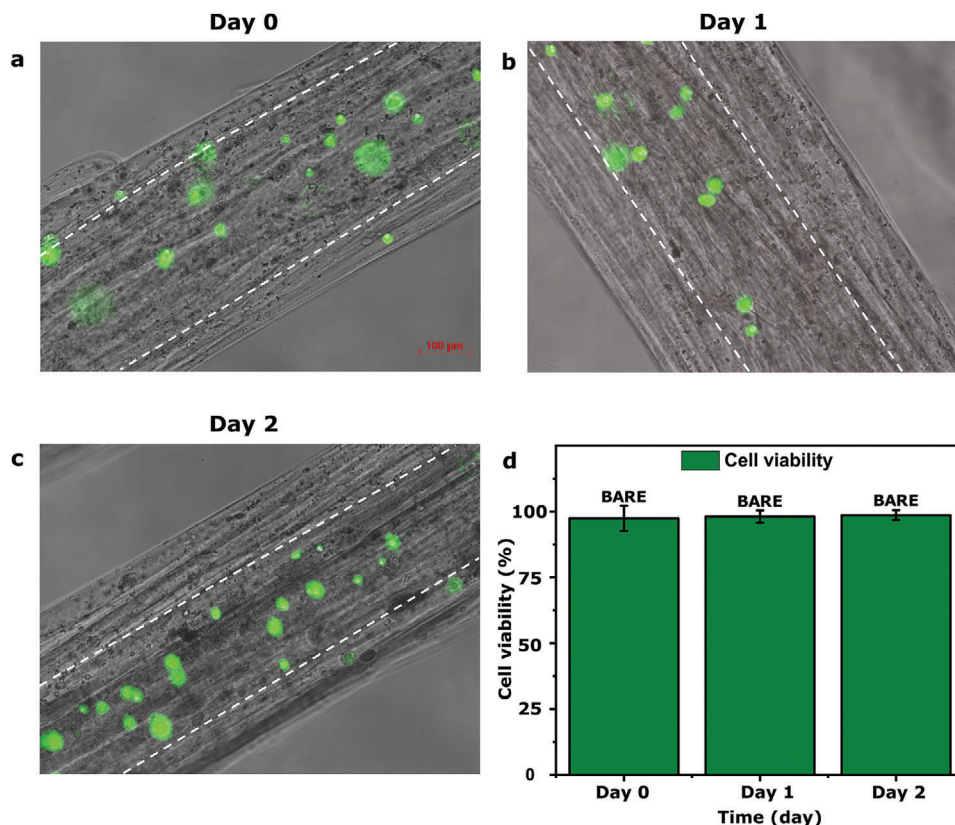 Day 0
Day 1
a
b
100 µm
Day 2
c
d
Cell viability
BARE
BARE
BARE
100
75
50
25
0
Cell viability (%)
Day 0
Day 1
Day 2
Time (day)